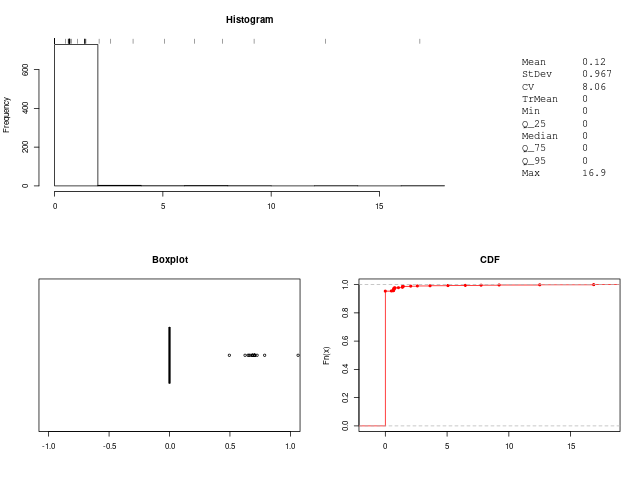 Histogram
Frequency
0 200 400 600
0 5 10 15
Mean 0.12
StDev 0.967
CV 8.06
TrMean 0
Min 0
Q_25 0
Median 0
Q_75 0
Q_95 0
Max 16.9
Boxplot
-1.0 -0.5 0.0 0.5 1.0
CDF
Fn(x)
0.0 0.2 0.4 0.6 0.8 1.0
0 5 10 15